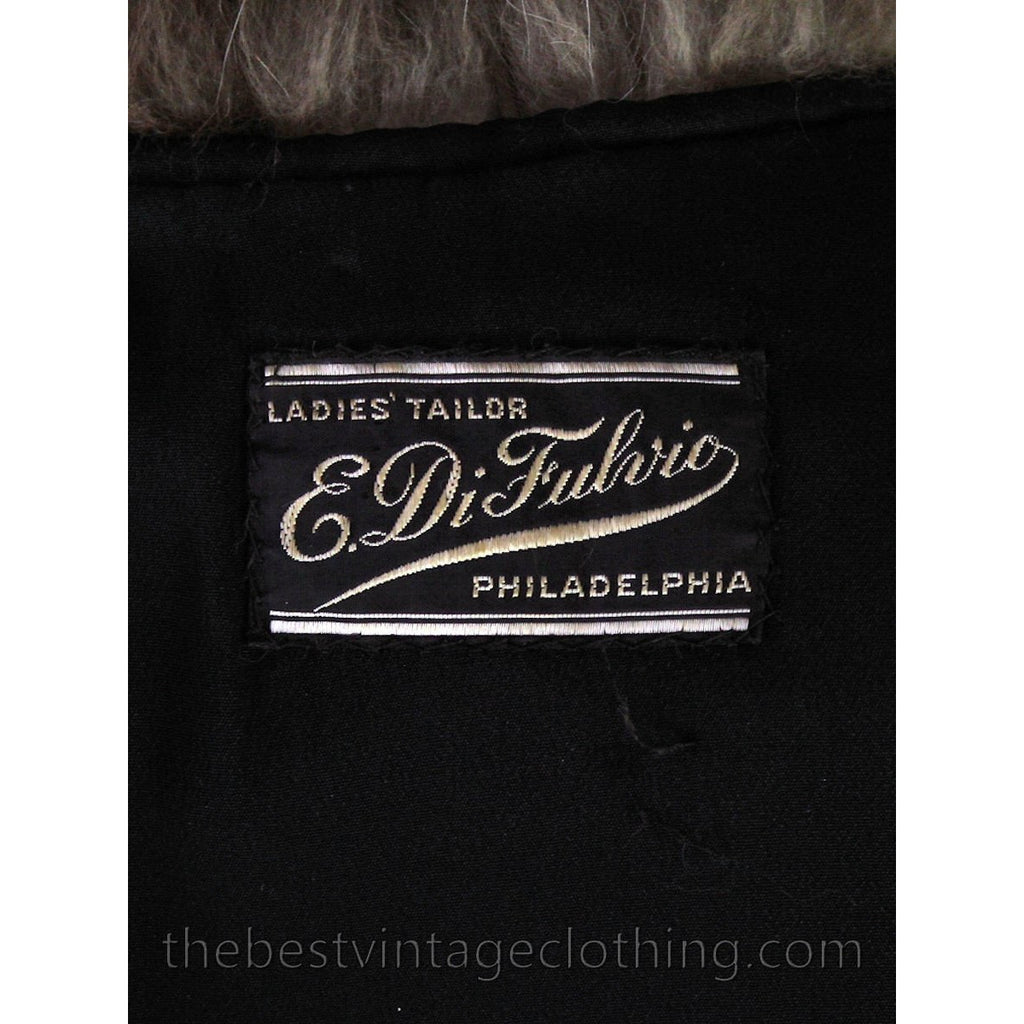 LADIES' TAILOR
E. Di Fulvio
PHILADELPHIA
thebestvintageclothing.com